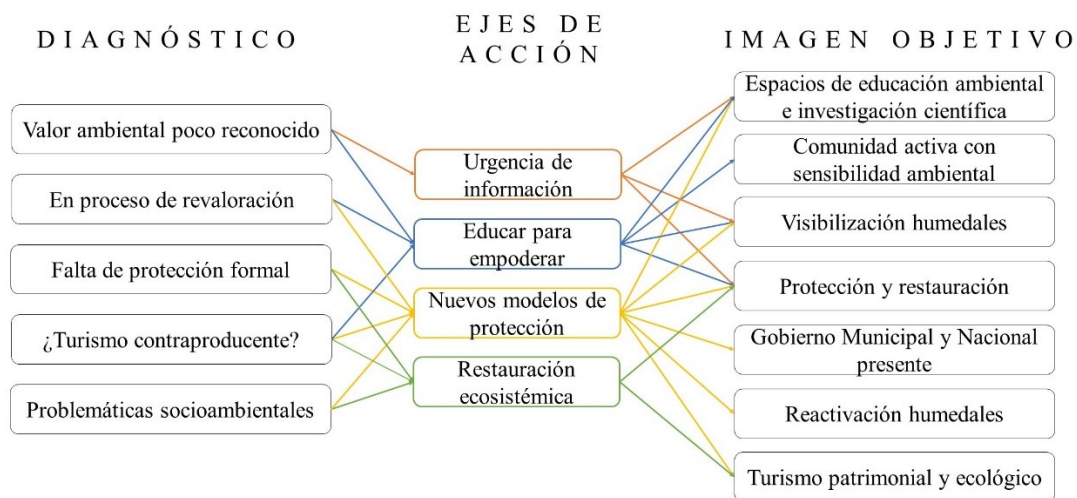 DIAGNÓSTICO
EJES DE
ACCIÓN
IMAGEN OBJETIVO
Valor ambiental poco reconocido
En proceso de revaloración
Falta de protección formal
¿Turismo contraproducente?
Problemáticas socioambientales
Urgencia de
información
Educar para
empoderar
Nuevos modelos de
protección
Restauración
ecosistémica
Espacios de educación ambiental
e investigación científica
Comunidad activa con
sensibilidad ambiental
Visibilización humedales
Protección y restauración
Gobierno Municipal y Nacional
presente
Reactivación humedales
Turismo patrimonial y ecológico